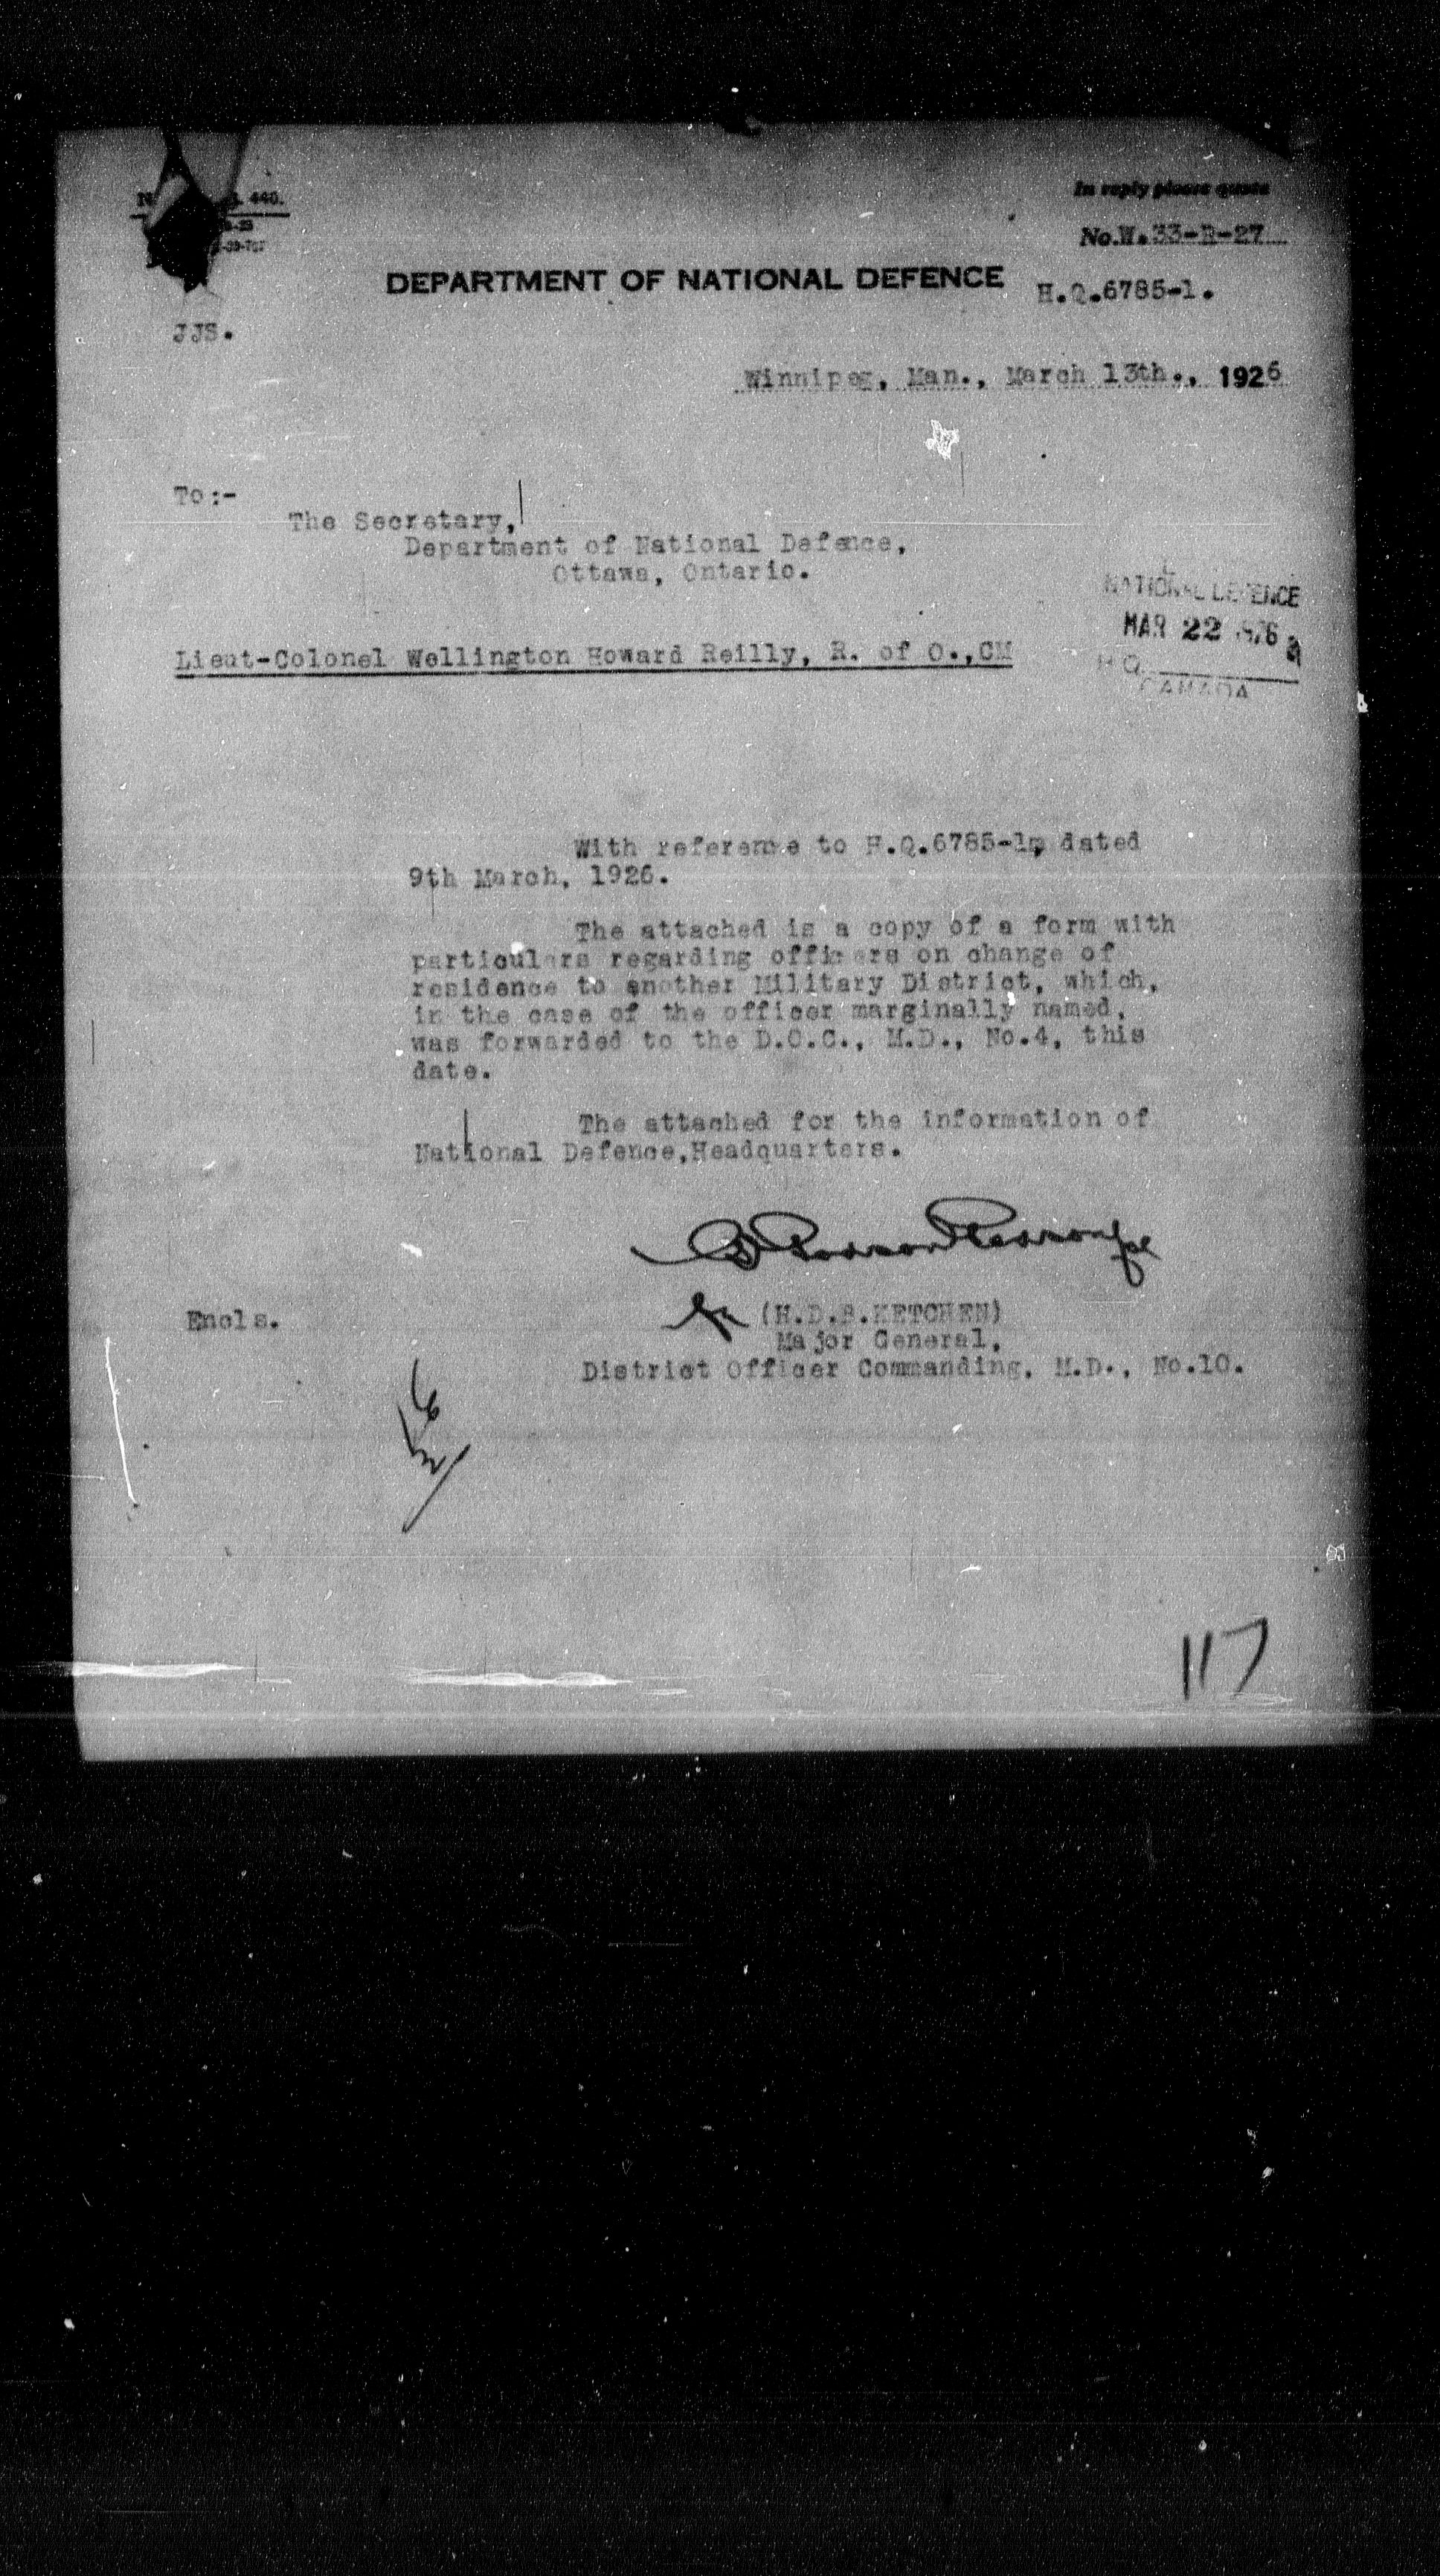 440.
In reply please quote
No.W.33-R-27
DEPARTMENT OF NATIONAL DEFENCE
H.Q.6785-1.
JJS.
Winnipeg, Man., March 13th., 1926
To:-
The Secretary,
Department of National Defence,
Ottawa, Ontario.
NATIONAL DEFENCE
MAR 22 1926
H.Q.
CANADA
Lieut-Colonel Wellington Howard Reilly, R. of O.,CM
With reference to H.Q.6785-1, dated
9th March, 1926.
The attached is a copy of a form with
particulars regarding officers on change of
residence to another Military District, which,
in the case of the officer marginally named,
was forwarded to the D.O.C., M.D., No.4, this
date.
The attached for the information of
National Defence,Headquarters.
Encls.
(H.D.B.KETCHEN)
Major General,
District Officer Commanding, M.D., No.10.
117